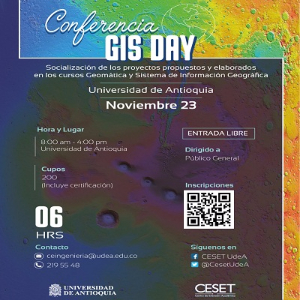 Conferencia
GIS DAY
Socialización de los proyectos propuestos y elaborados
en los cursos Geomática y Sistema de Información Geográfica
Universidad de Antioquia
Noviembre 23
Hora y Lugar
8:00 am - 4:00 pm
Universidad de Antioquia
ENTRADA LIBRE
Dirigido a
Público General
Cupos
200
(Incluye certificación)
Inscripciones
06
HRS
Contacto
ceingenieria@udea.edu.co
219 55 48
Síguenos en
CESET UdeA
@CesetUdeA
UNIVERSIDAD
DE ANTIOQUIA
CESET